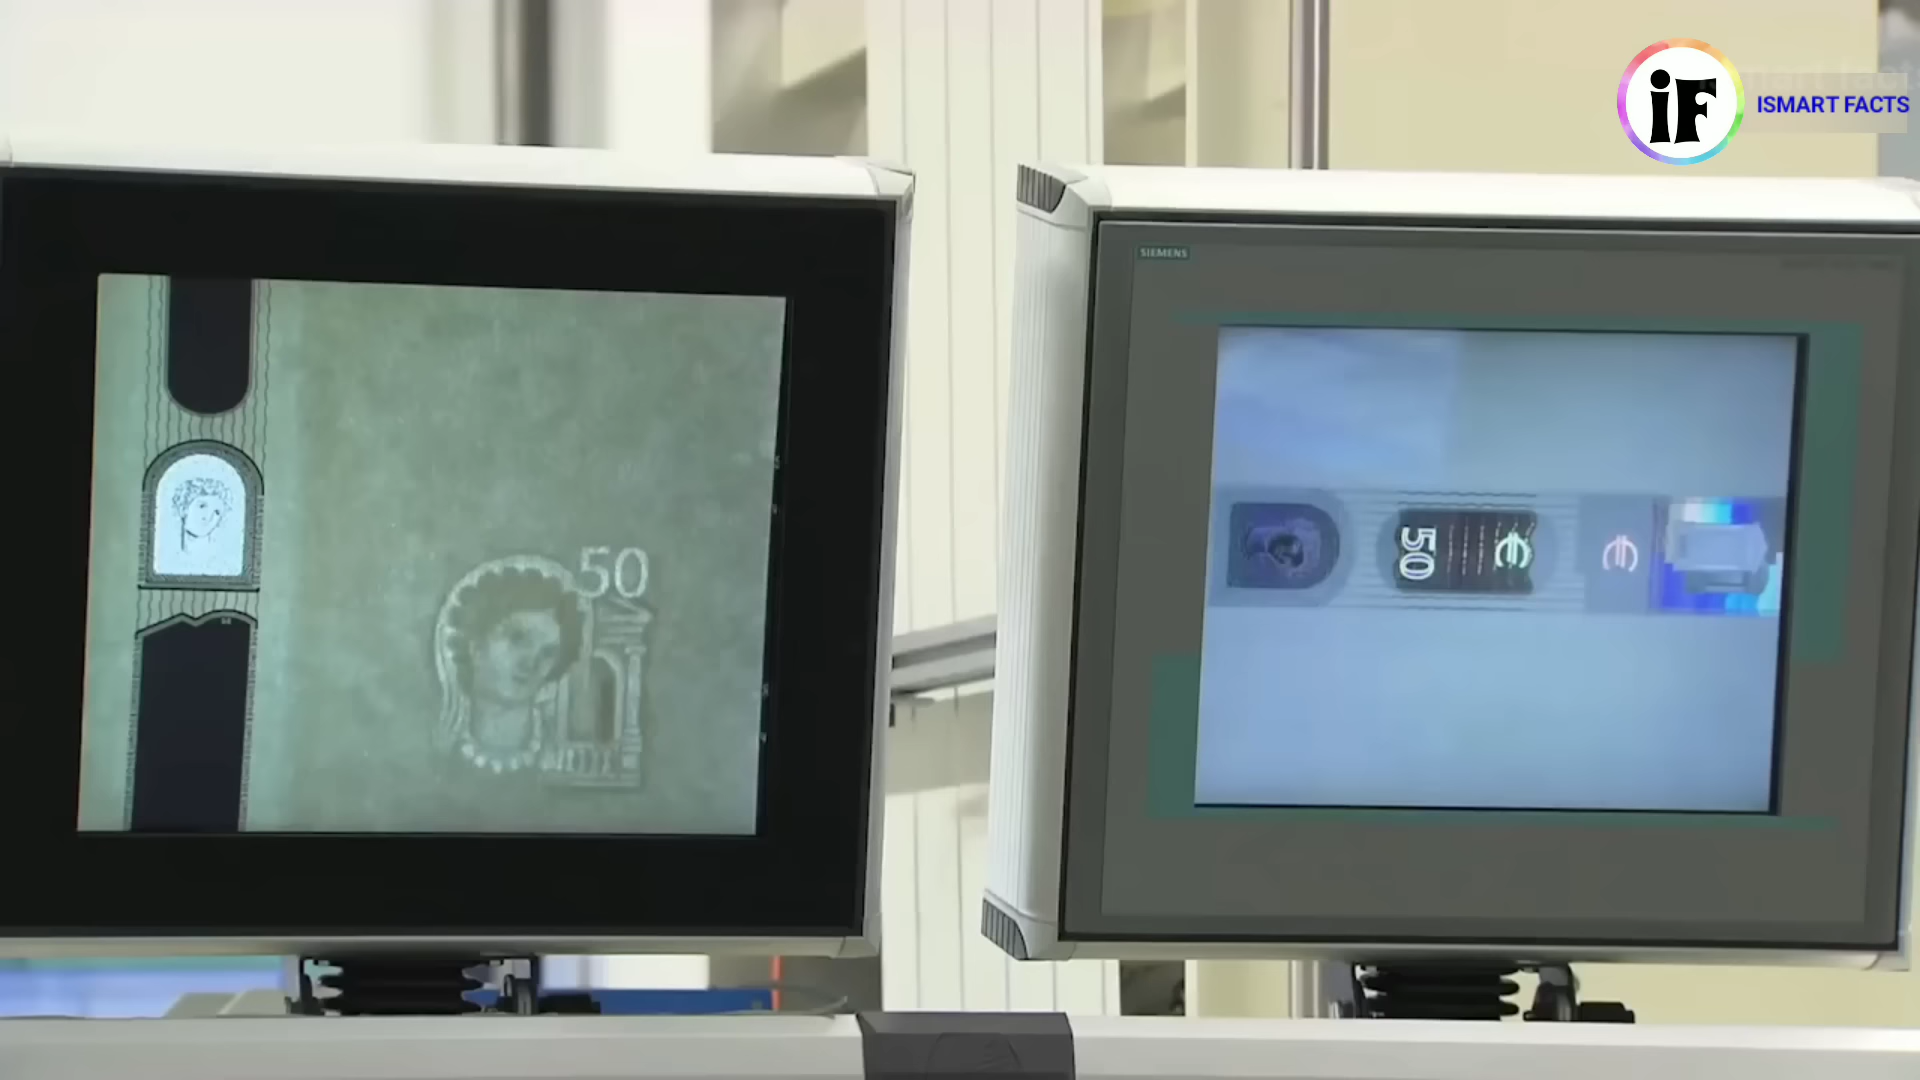 iF
ISMART FACTS
SIEMENS
50
50 €
€